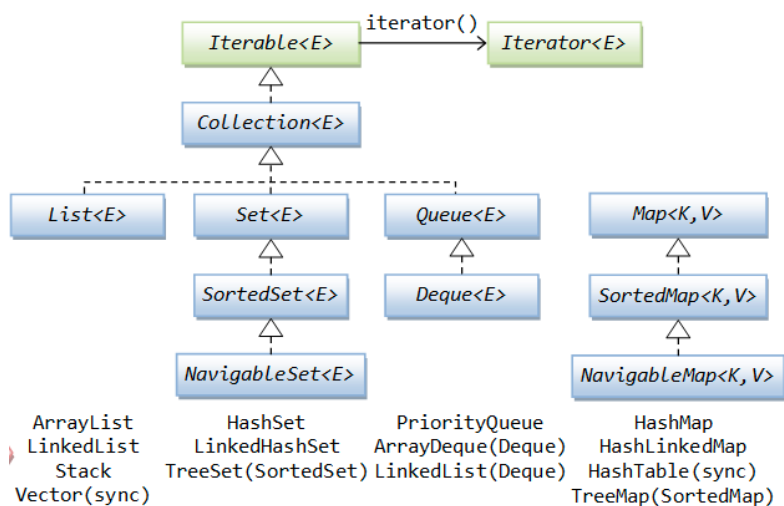 Iterable<E>
iterator()
Iterator<E>
Collection<E>
List<E>
Set<E>
Queue<E>
Map<K,V>
SortedSet<E>
Deque<E>
SortedMap<K,V>
NavigableSet<E>
NavigableMap<K,V>
ArrayList
LinkedList
Stack
Vector(sync)
HashSet
LinkedHashSet
TreeSet(SortedSet)
PriorityQueue
ArrayDeque(Deque)
LinkedList(Deque)
HashMap
HashLinkedMap
HashTable(sync)
TreeMap(SortedMap)